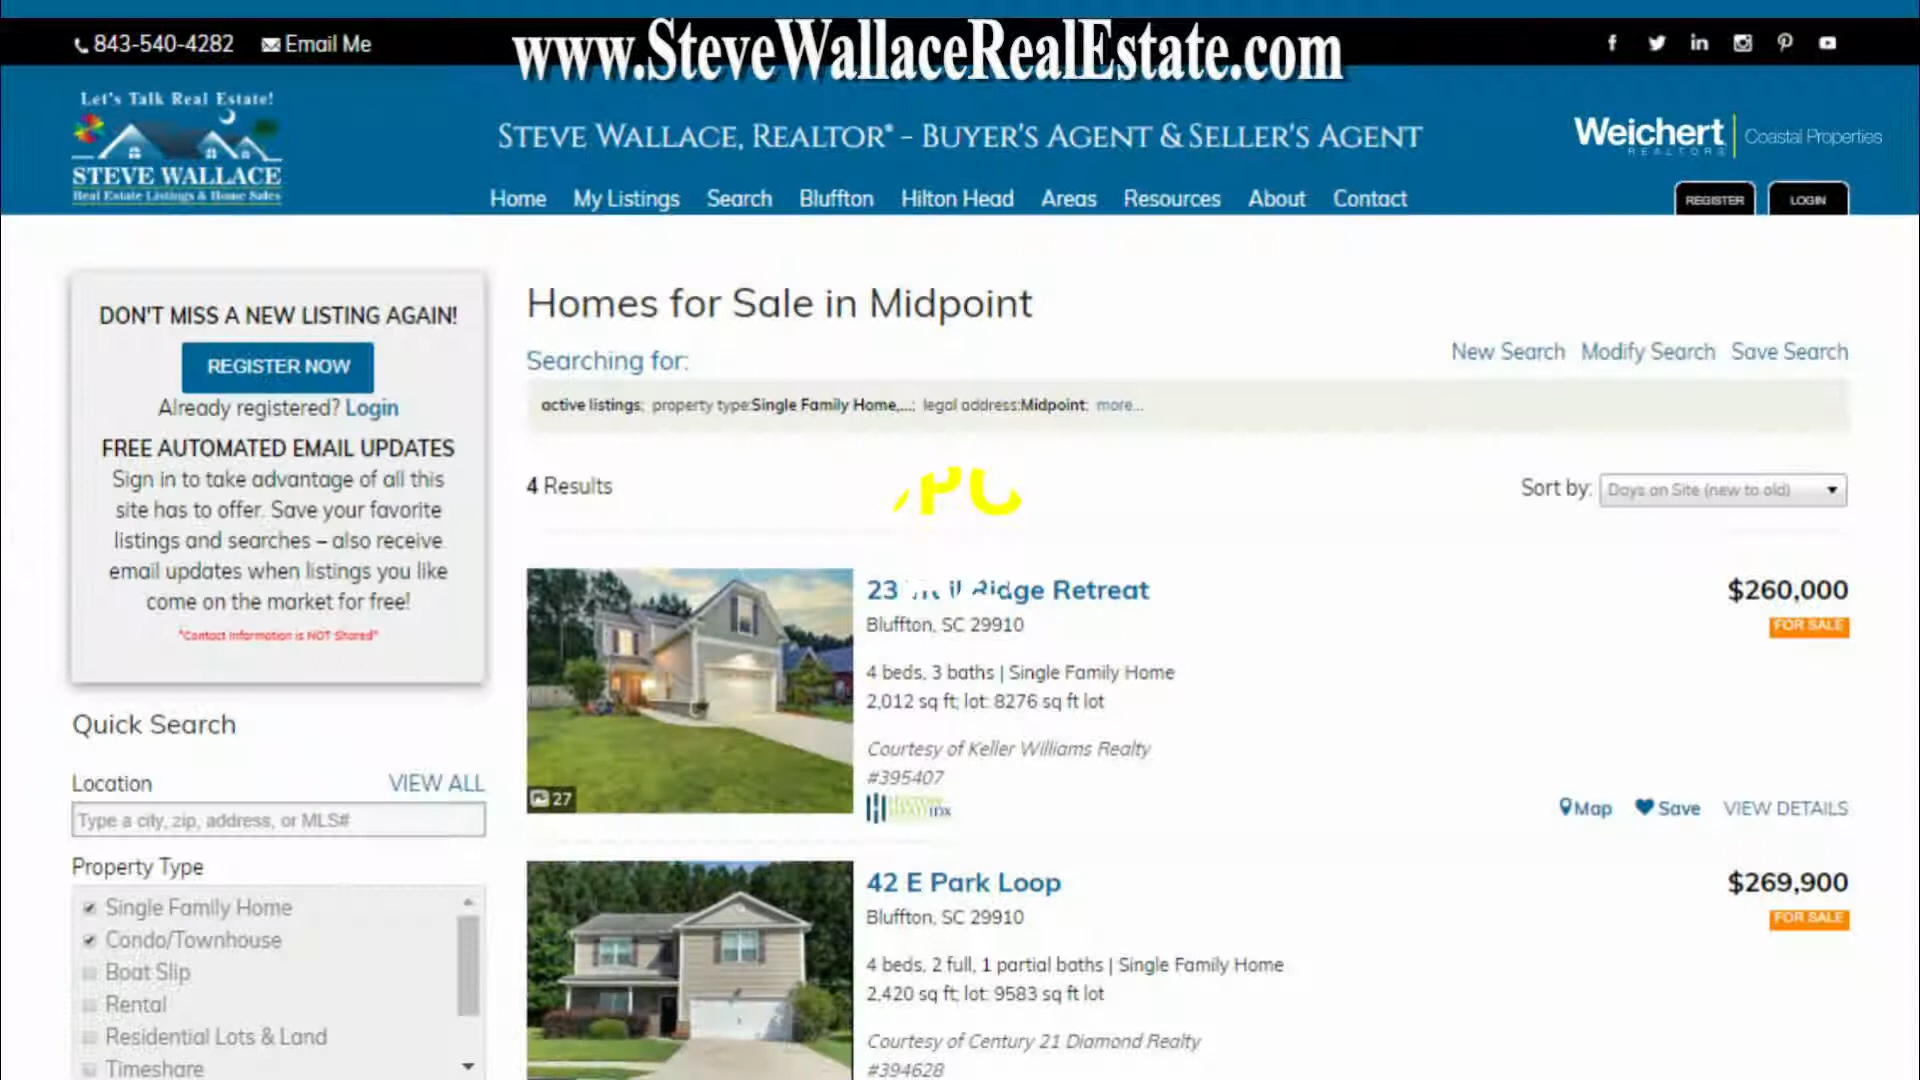 843-540-4282 Email Me
www.SteveWallaceRealEstate.com
Let's Talk Real Estate!
STEVE WALLACE
Real Estate Listings & Home Sales
STEVE WALLACE, REALTOR® - BUYER'S AGENT & SELLER'S AGENT
Weichert
REALTORS
Coastal Properties
Home My Listings Search Bluffton Hilton Head Areas Resources About Contact
REGISTER LOGIN
DON'T MISS A NEW LISTING AGAIN!
REGISTER NOW
Already registered? Login
FREE AUTOMATED EMAIL UPDATES
Sign in to take advantage of all this
site has to offer. Save your favorite
listings and searches – also receive
email updates when listings you like
come on the market for free!
*Contact Information is NOT Shared*
Quick Search
Location VIEW ALL
Type a city, zip, address, or MLS#
Property Type
Single Family Home
Condo/Townhouse
Boat Slip
Rental
Residential Lots & Land
Timeshare
Homes for Sale in Midpoint
Searching for:
New Search Modify Search Save Search
active listings; property type:Single Family Home,...; legal address:Midpoint; more...
4 Results
Sort by: Days on Site (new to old)
23 Ridge Retreat
$260,000
Bluffton, SC 29910
FOR SALE
4 beds, 3 baths | Single Family Home
2,012 sq ft; lot: 8276 sq ft lot
Courtesy of Keller Williams Realty
#395407
IDX
27
Map Save VIEW DETAILS
42 E Park Loop
$269,900
Bluffton, SC 29910
FOR SALE
4 beds, 2 full, 1 partial baths | Single Family Home
2,420 sq ft; lot: 9583 sq ft lot
Courtesy of Century 21 Diamond Realty
#394628